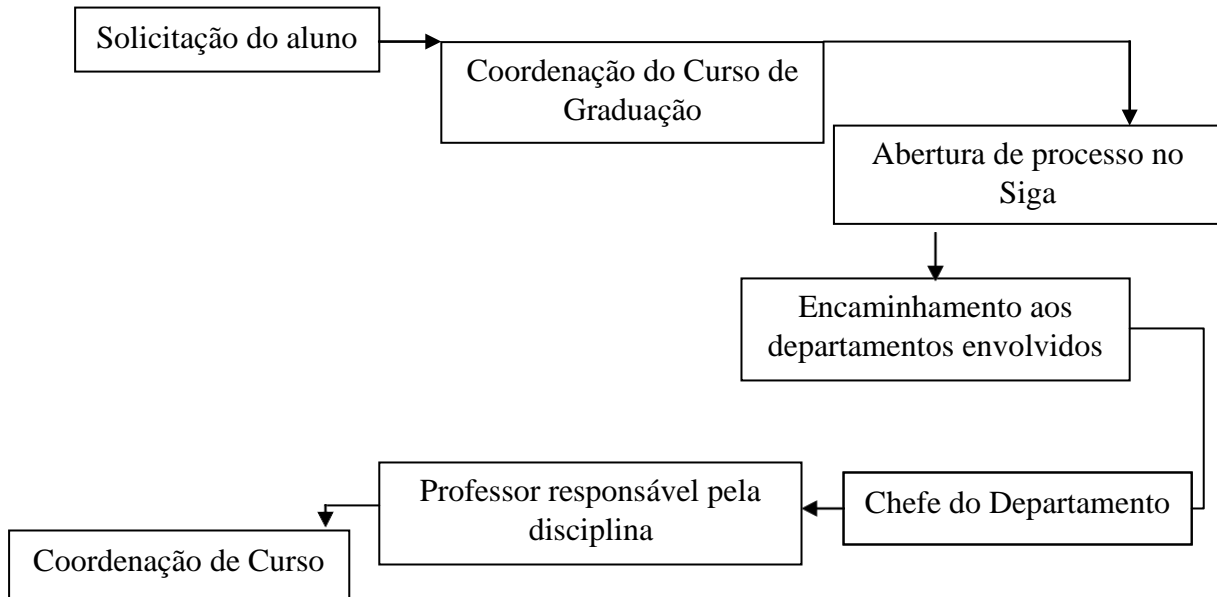 Solicitação do aluno
Coordenação do Curso de
Graduação
Abertura de processo no
Siga
Encaminhamento aos
departamentos envolvidos
Chefe do Departamento
Professor responsável pela
disciplina
Coordenação de Curso